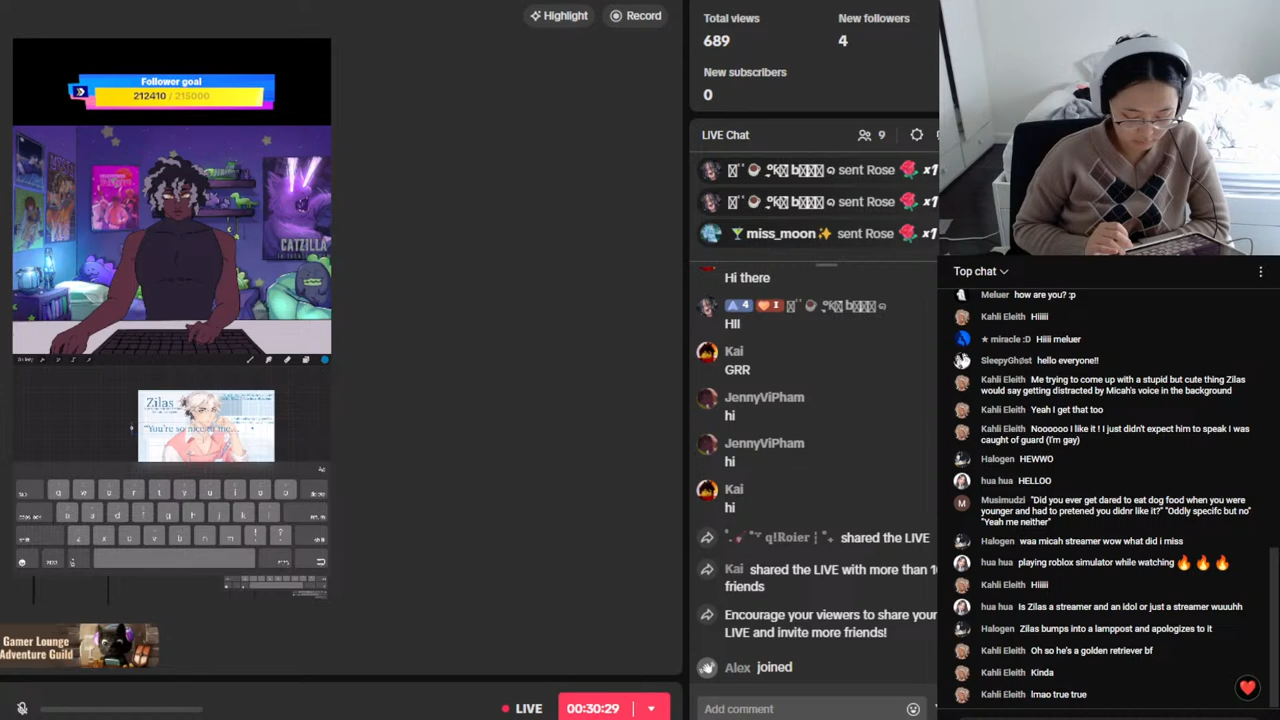 Highlight
Record
Follower goal
212410 / 215000
CATZILLA
Zilas
"You're so nice to me...
Gamer Lounge
Adventure Guild
LIVE
00:30:29
Total views
689
New followers
4
New subscribers
0
LIVE Chat
9
sent Rose x1
sent Rose x1
miss_moon sent Rose x1
Hi there
4
I
HII
Kai
GRR
JennyViPham
hi
JennyViPham
hi
Kai
hi
q!Roier shared the LIVE
Kai shared the LIVE with more than 1
friends
Encourage your viewers to share your
LIVE and invite more friends!
Alex joined
Add comment
Top chat
Meluer how are you? :p
Kahli Eleith Hiiiii
★ miracle :D Hiiii meluer
SleepyGhøst hello everyone!!
Kahli Eleith Me trying to come up with a stupid but cute thing Zilas
would say getting distracted by Micah's voice in the
background
Kahli Eleith Yeah I get that too
Kahli Eleith Noooooo I like it ! I just didn't expect him to speak I was
caught of guard (I'm gay)
Halogen HEWWO
hua hua HELLOO
Musimudzi "Did you ever get dared to eat dog food when you were
younger and had to pretened you didnr like it?" "Oddly specifc but no"
"Yeah me neither"
Halogen waa micah streamer wow what did i miss
hua hua playing roblox simulator while watching 🔥🔥🔥
Kahli Eleith Hiiiii
hua hua Is Zilas a streamer and an idol or just a streamer wuuuhh
Halogen Zilas bumps into a lamppost and apologizes to it
Kahli Eleith Oh so he's a golden retriever bf
Kahli Eleith Kinda
Kahli Eleith lmao true true